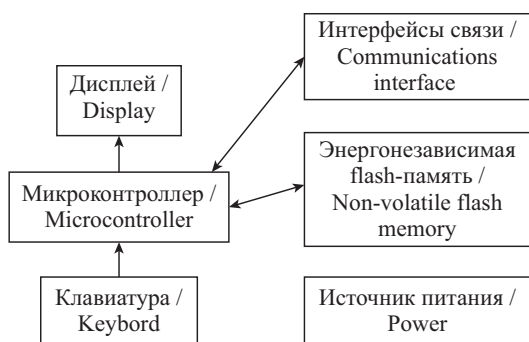 Интерфейсы связи /
Communications
interface
Дисплей /
Display
Энергонезависимая
flash-память /
Non-volatile flash
memory
Микроконтроллер /
Microcontroller
Клавиатура /
Keybord
Источник питания /
Power